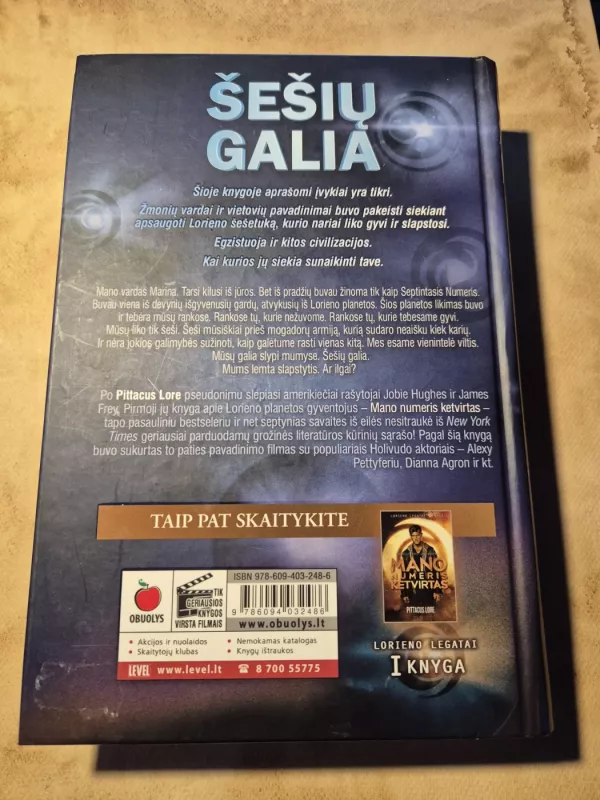 ŠEŠIŲ
GALIA
Šioje knygoje aprašomi įvykiai yra tikri.
Žmonių vardai ir vietovių pavadinimai buvo pakeisti siekiant
apsaugoti Lorieno šešetuką, kurio nariai liko gyvi ir slapstosi.
Egzistuoja ir kitos civilizacijos.
Kai kurios jų siekia sunaikinti tave.
Mano vardas Marina. Tarsi kilusi iš jūros. Bet iš pradžių buvau žinoma tik kaip Septintasis Numeris.
Buvau viena iš devynių išgyvenusių gardų, atvykusių iš Lorieno planetos. Šios planetos likimas buvo
ir tebėra mūsų rankose. Rankose tų, kurie nežuvome. Rankose tų, kurie tebesame gyvi.
Mūsų liko tik šeši. Šeši mūsiškiai prieš mogadorų armiją, kurią sudaro neaišku kiek karių.
Ir nėra jokios galimybės sužinoti, kaip galėtume rasti vienas kitą. Mes esame vienintelė viltis.
Mūsų galia slypi mumyse. Šešių galia.
Mums lemta slapstytis. Ar ilgai?
Po Pittacus Lore pseudonimu slepiasi amerikiečiai rašytojai Jobie Hughes ir James
Frey. Pirmoji jų knyga apie Lorieno planetos gyventojus – Mano numeris ketvirtas –
tapo pasauliniu bestseleriu ir net septynias savaites iš eilės nesitraukė iš New York
Times geriausiai parduodamų grožinės literatūros kūrinių sąrašo! Pagal šią knygą
buvo sukurtas to paties pavadinimo filmas su populiariais Holivudo aktoriais – Alexy
Pettyferiu, Dianna Agron ir kt.
TAIP PAT SKAITYKITE
LORIENO LEGATAI
MANO
NUMERIS
KETVIRTAS
PITTACUS LORE
LORIENO LEGATAI
I KNYGA
OBUOLYS
TIK
GERIAUSIOS
KNYGOS
VIRSTA FILMAIS
ISBN 978-609-403-248-6
9 786094 032486
www.obuolys.lt
• Akcijos ir nuolaidos
• Nemokamas katalogas
• Skaitytojų klubas
• Knygų ištraukos
LEVEL www.level.lt ☎ 8 700 55775